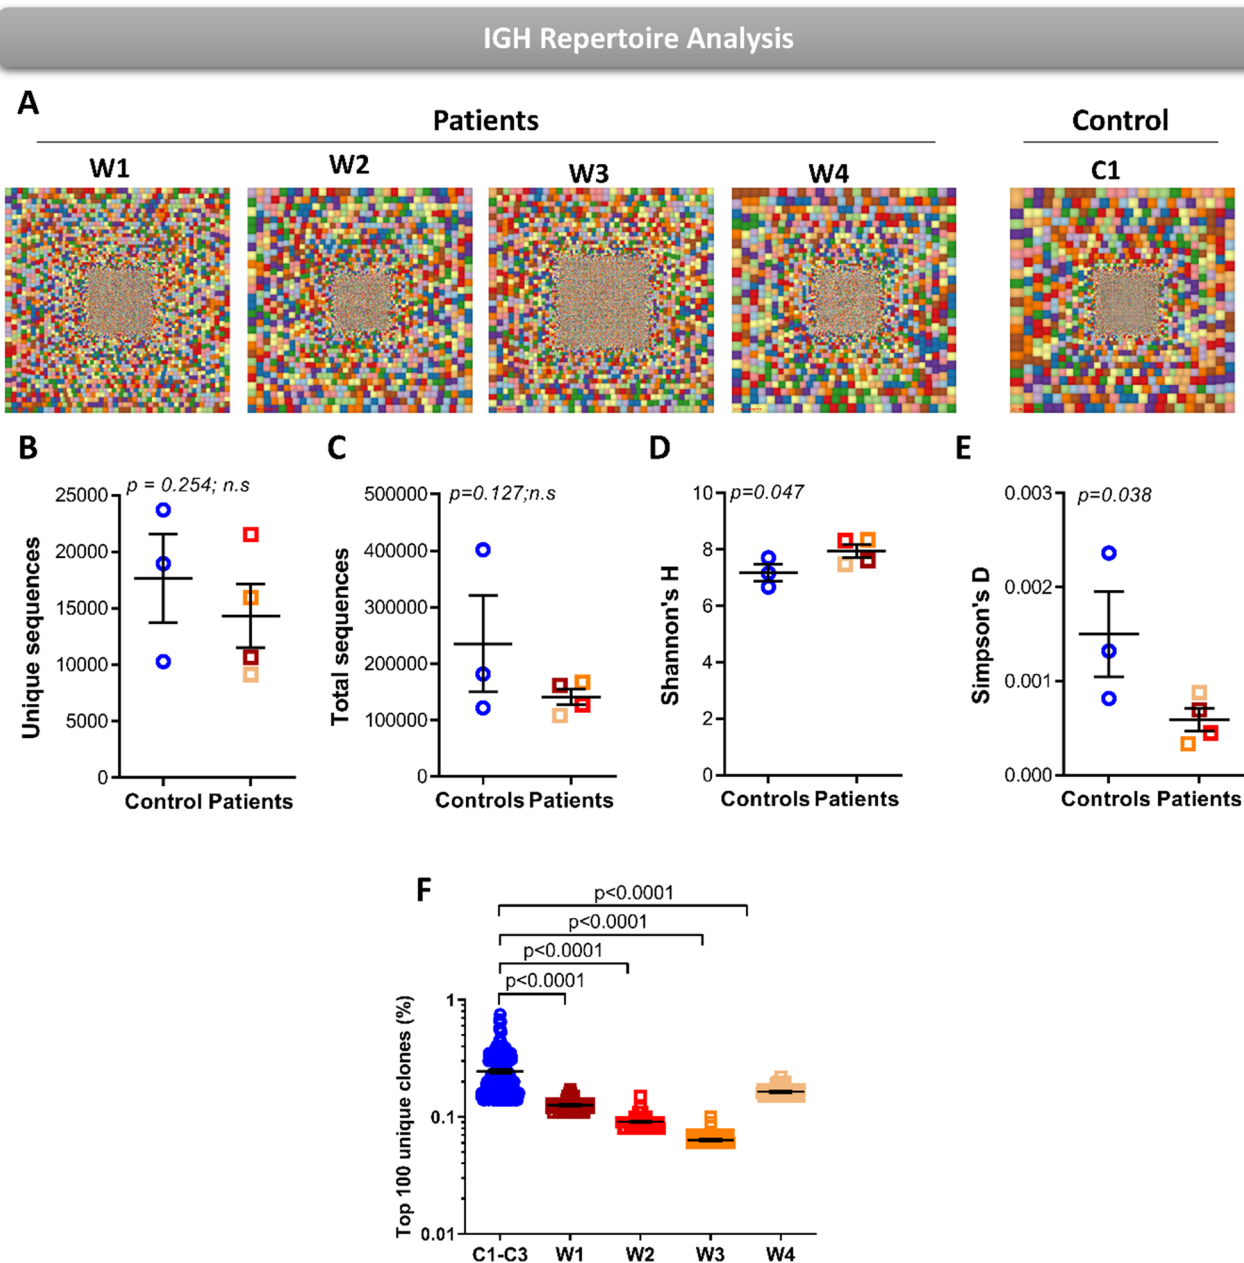 IGH Repertoire Analysis
A
Patients
Control
W1
W2
W3
W4
C1
B
p = 0.254; n.s
Unique sequences
25000
20000
15000
10000
5000
0
Control Patients
C
p=0.127;n.s
Total sequences
500000
400000
300000
200000
100000
0
Controls Patients
D
p=0.047
Shannon's H
10
8
6
4
2
0
Controls Patients
E
p=0.038
Simpson's D
0.003
0.002
0.001
0.000
Controls Patients
F
p<0.0001
p<0.0001
p<0.0001
p<0.0001
Top 100 unique clones (%)
1
0.1
0.01
C1-C3 W1 W2 W3 W4